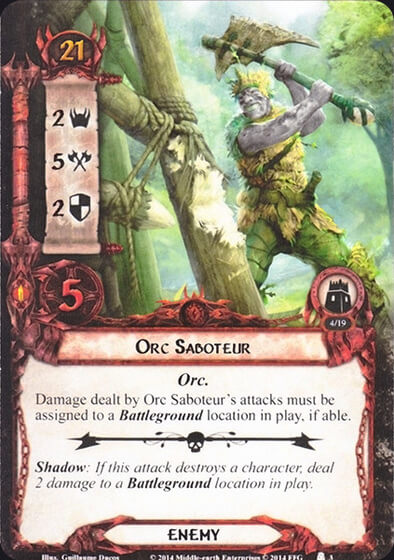 21
2
5
2
5
4/19
Orc Saboteur
Orc.
Damage dealt by Orc Saboteur's attacks must be
assigned to a Battleground location in play, if able.
Shadow: If this attack destroys a character, deal
2 damage to a Battleground location in play.
ENEMY
Illus. Guillaume Ducos © 2014 Middle-earth Enterprises © 2014 FFG 3